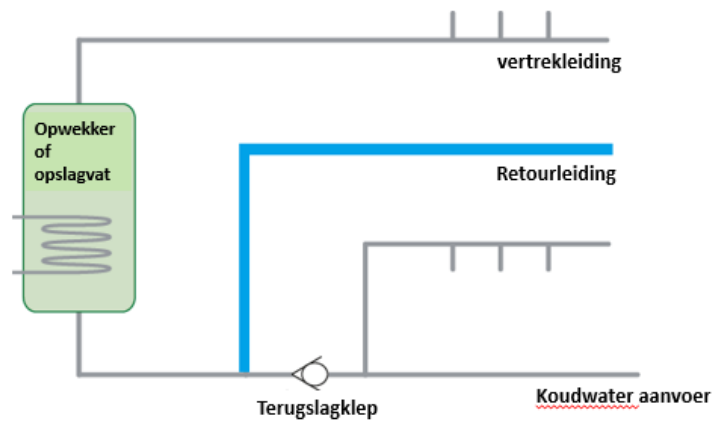 vertrekleiding
Opwekker
of
opslagvat
Retourleiding
Koudwater aanvoer
Terugslagklep